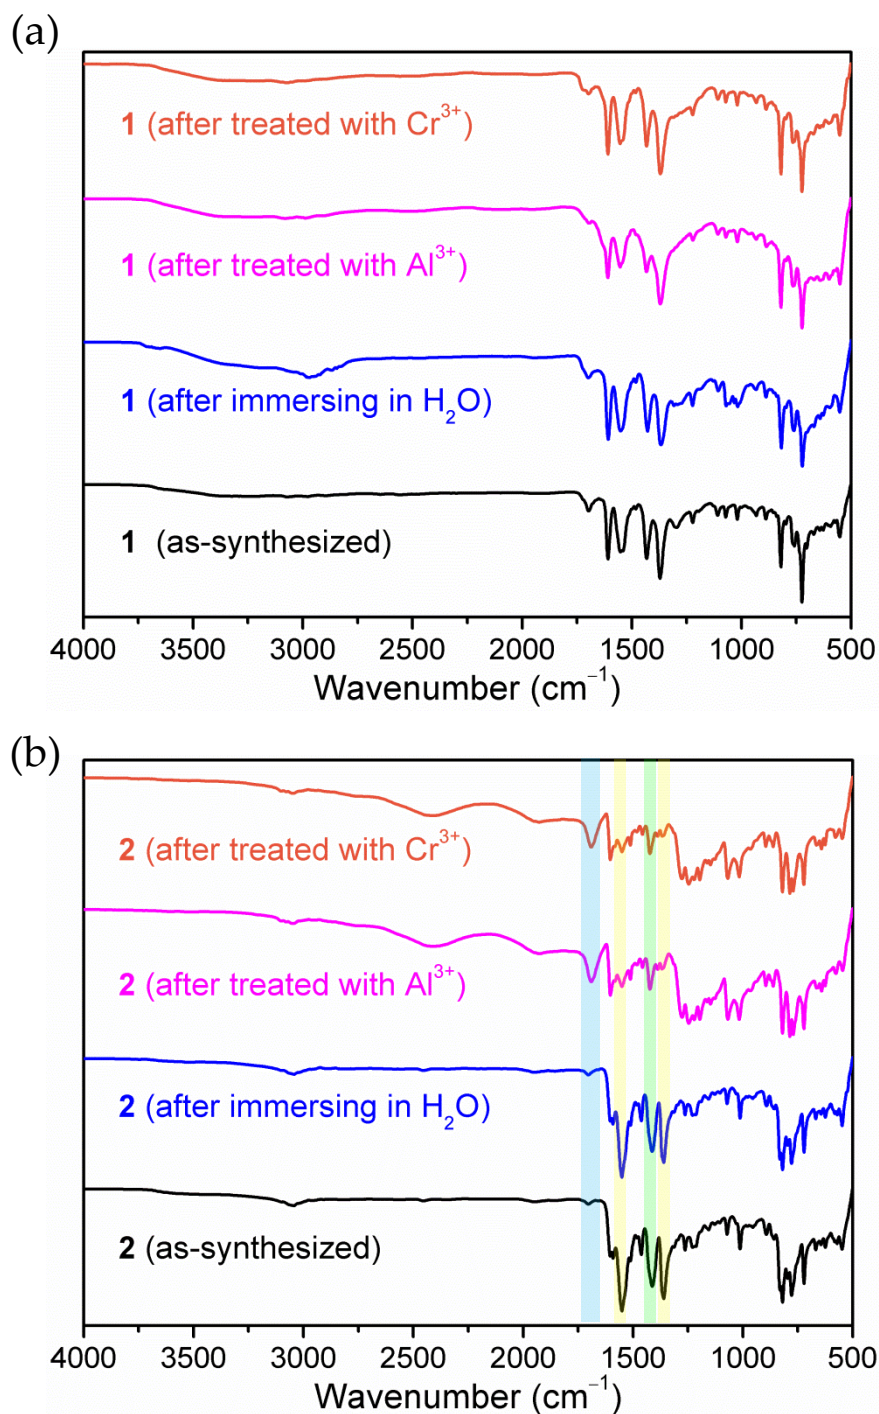 (a)
1 (after treated with Cr³⁺)
1 (after treated with Al³⁺)
1 (after immersing in H₂O)
1 (as-synthesized)
4000 3500 3000 2500 2000 1500 1000 500
Wavenumber (cm⁻¹)
(b)
2 (after treated with Cr³⁺)
2 (after treated with Al³⁺)
2 (after immersing in H₂O)
2 (as-synthesized)
4000 3500 3000 2500 2000 1500 1000 500
Wavenumber (cm⁻¹)